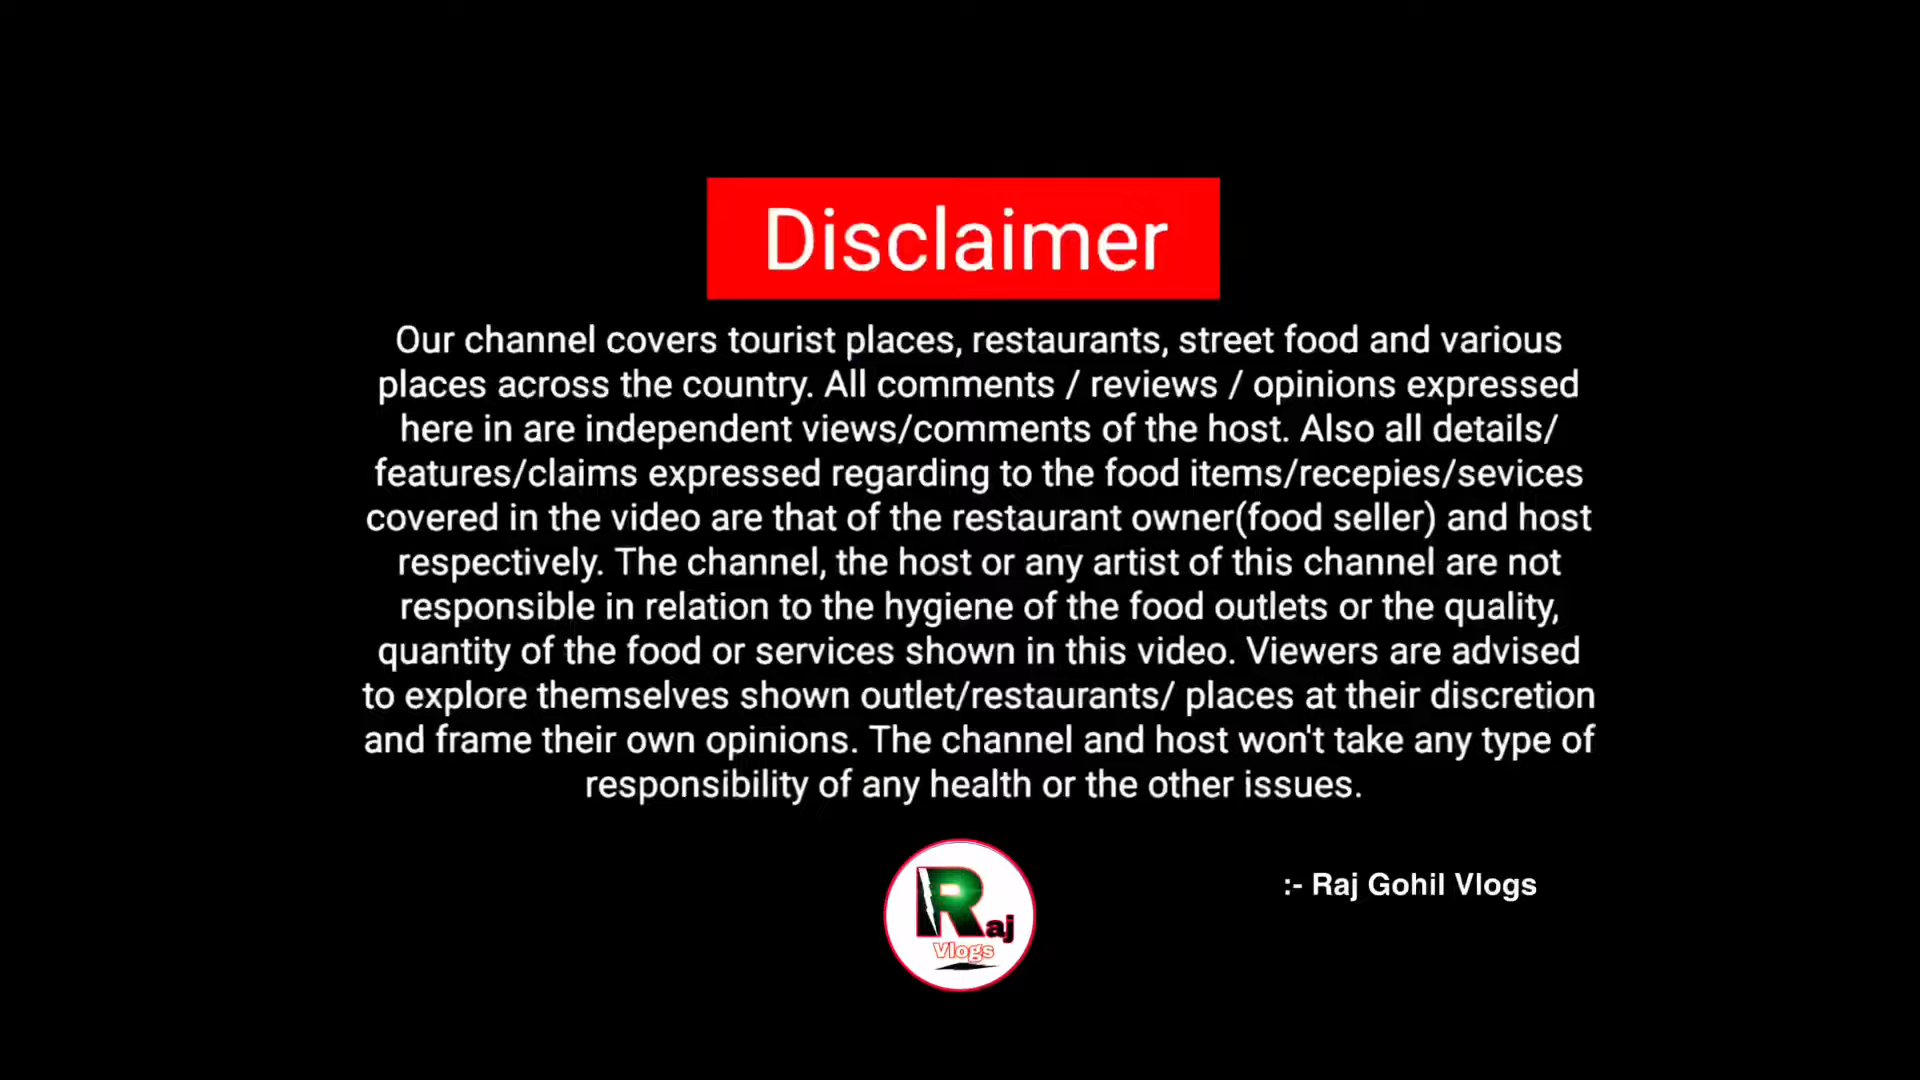 Disclaimer
Our channel covers tourist places, restaurants, street food and various
places across the country. All comments / reviews / opinions expressed
here in are independent views/comments of the host. Also all details/
features/claims expressed regarding to the food items/recepies/sevices
covered in the video are that of the restaurant owner(food seller) and host
respectively. The channel, the host or any artist of this channel are not
responsible in relation to the hygiene of the food outlets or the quality,
quantity of the food or services shown in this video. Viewers are advised
to explore themselves shown outlet/restaurants/ places at their discretion
and frame their own opinions. The channel and host won't take any type of
responsibility of any health or the other issues.
:- Raj Gohil Vlogs
Raj
Vlogs